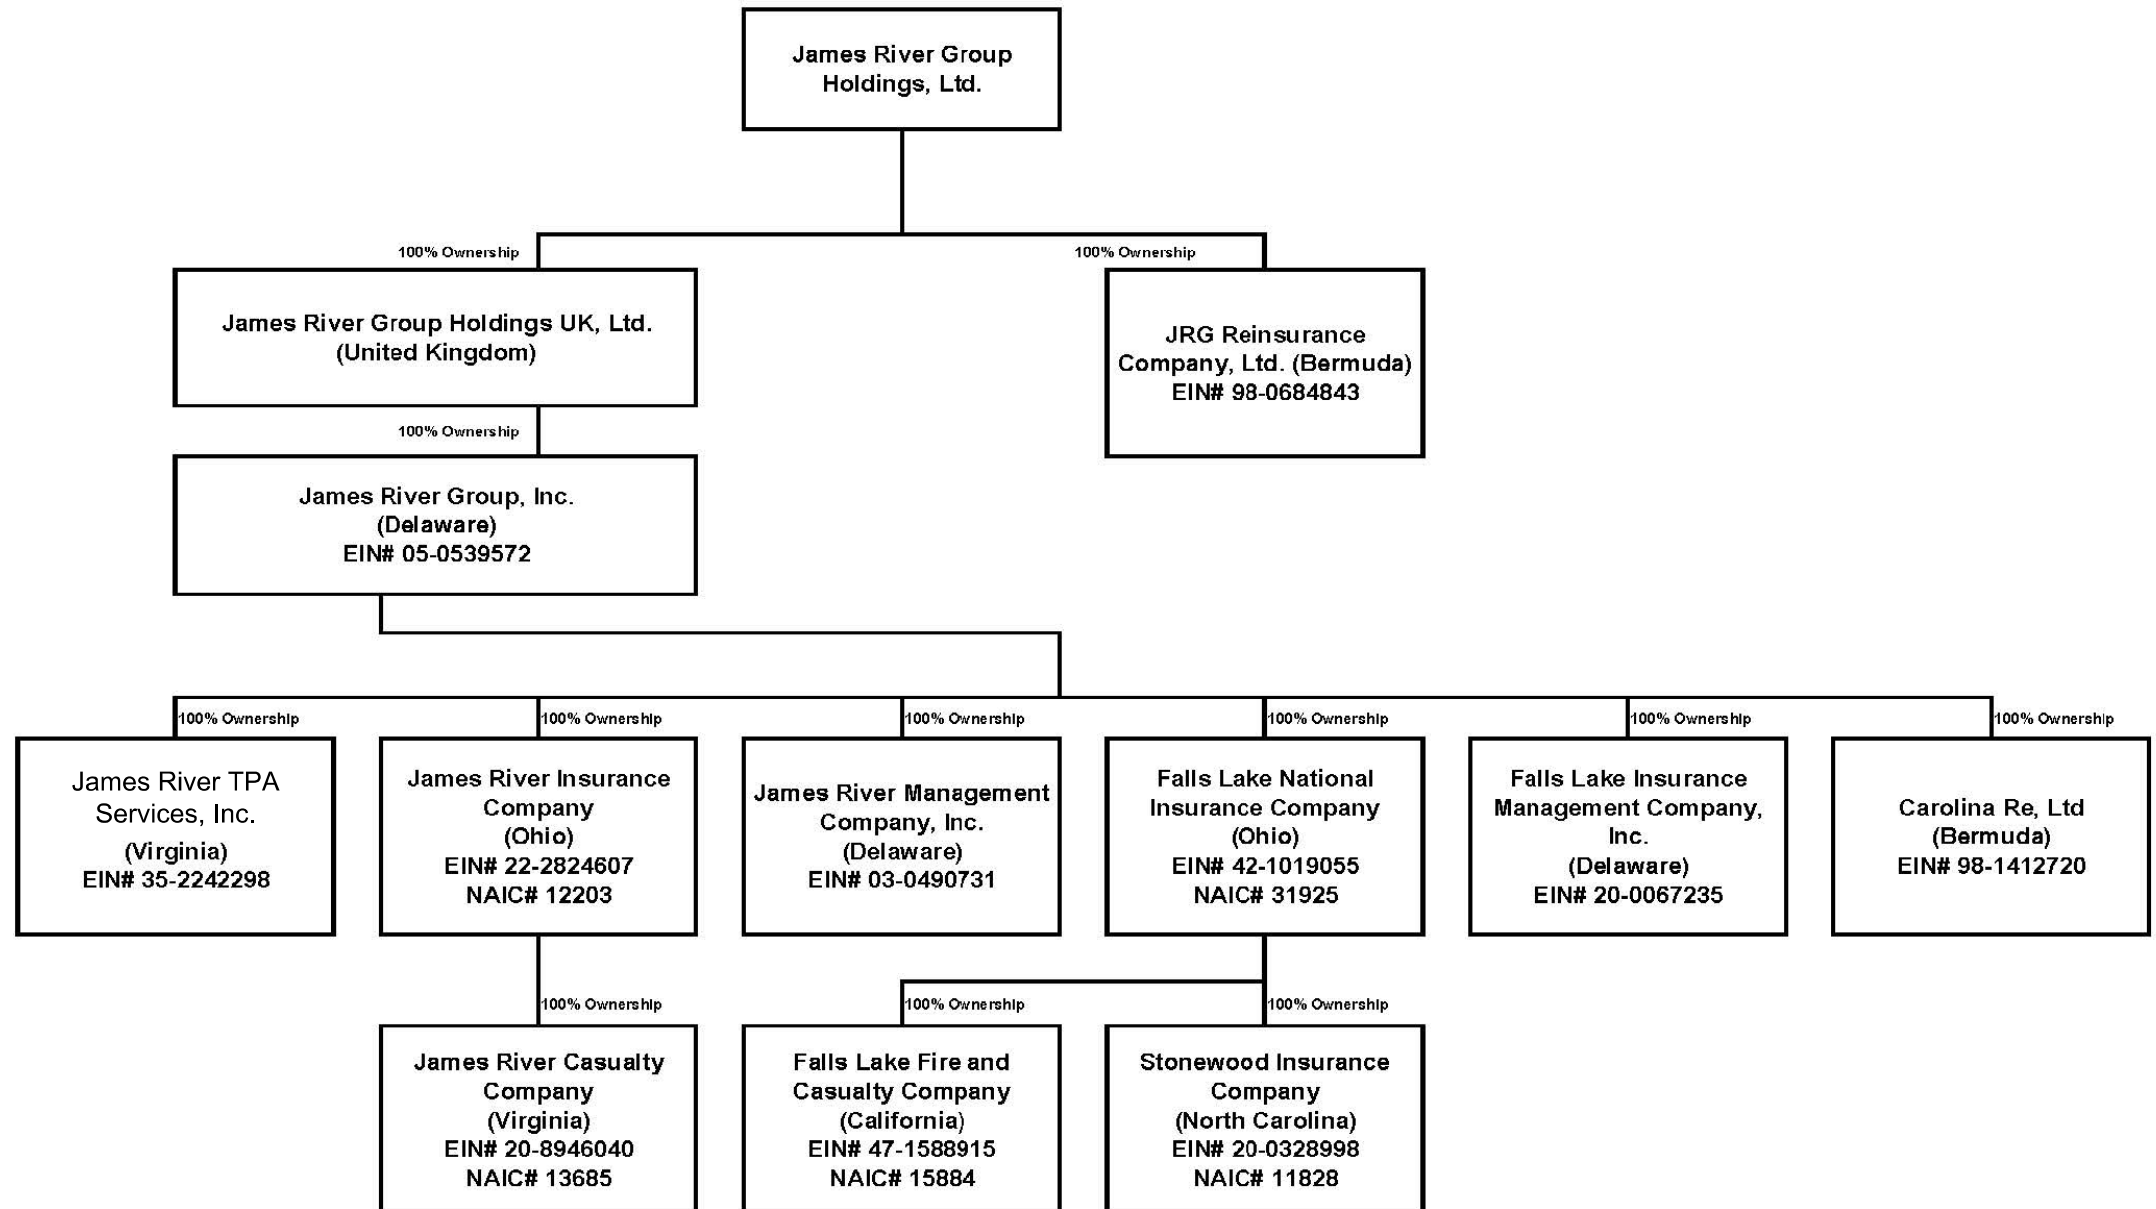 James River Group
Holdings, Ltd.
100% Ownership
100% Ownership
James River Group Holdings UK, Ltd.
(United Kingdom)
JRG Reinsurance
Company, Ltd. (Bermuda)
EIN# 98-0684843
100% Ownership
James River Group, Inc.
(Delaware)
EIN# 05-0539572
100% Ownership
100% Ownership
100% Ownership
100% Ownership
100% Ownership
100% Ownership
James River TPA
Services, Inc.
(Virginia)
EIN# 35-2242298
James River Insurance
Company
(Ohio)
EIN# 22-2824607
NAIC# 12203
James River Management
Company, Inc.
(Delaware)
EIN# 03-0490731
Falls Lake National
Insurance Company
(Ohio)
EIN# 42-1019055
NAIC# 31925
Falls Lake Insurance
Management Company,
Inc.
(Delaware)
EIN# 20-0067235
Carolina Re, Ltd
(Bermuda)
EIN# 98-1412720
100% Ownership
100% Ownership
100% Ownership
James River Casualty
Company
(Virginia)
EIN# 20-8946040
NAIC# 13685
Falls Lake Fire and
Casualty Company
(California)
EIN# 47-1588915
NAIC# 15884
Stonewood Insurance
Company
(North Carolina)
EIN# 20-0328998
NAIC# 11828